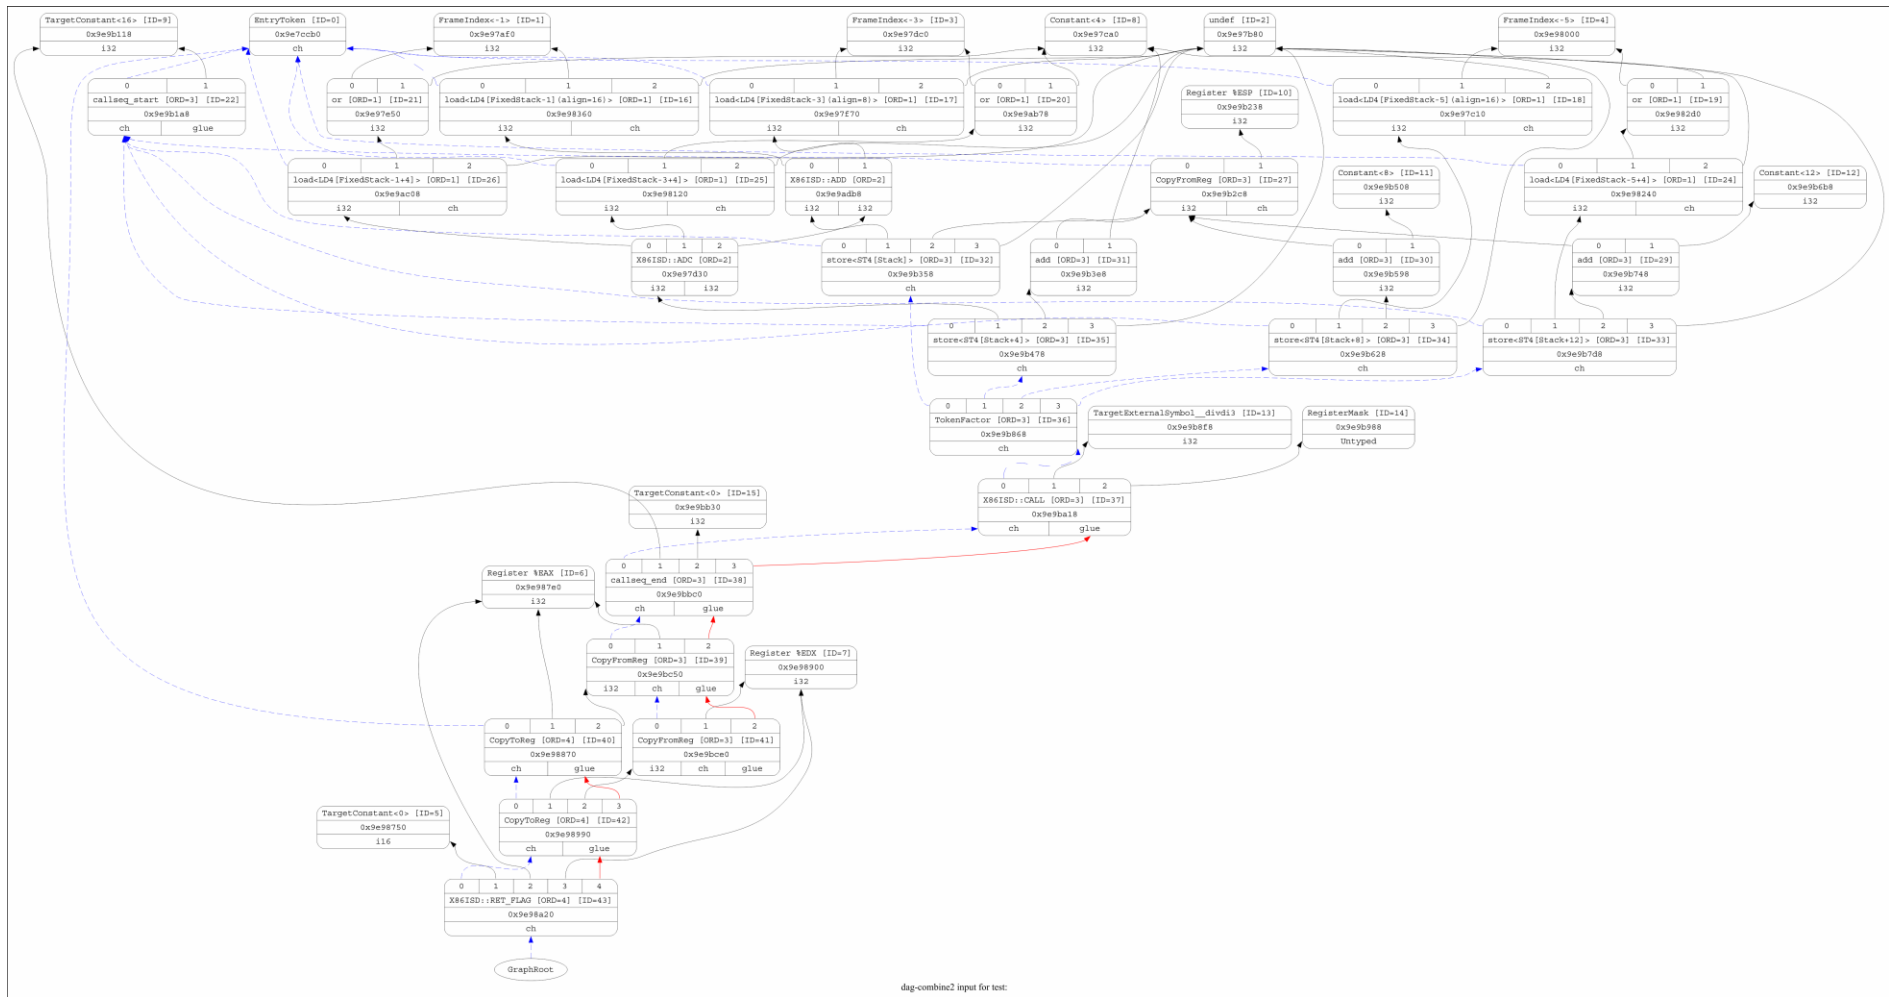 TargetConstant<16> [ID=9]
0x9e9b118
i32
EntryToken [ID=0]
0x9e7ccb0
ch
FrameIndex<-1> [ID=1]
0x9e97af0
i32
FrameIndex<-3> [ID=3]
0x9e97dc0
i32
Constant<4> [ID=8]
0x9e97ca0
i32
undef [ID=2]
0x9e97b80
i32
FrameIndex<-5> [ID=4]
0x9e98000
i32
0 1
callseq_start [ORD=3] [ID=22]
0x9e9b1a8
ch glue
0 1
or [ORD=1] [ID=21]
0x9e97e50
i32
0 1 2
load<LD4[FixedStack-1](align=16)> [ORD=1] [ID=16]
0x9e98360
i32 ch
0 1 2
load<LD4[FixedStack-3](align=8)> [ORD=1] [ID=17]
0x9e97f70
i32 ch
0 1
or [ORD=1] [ID=20]
0x9e9ab78
i32
Register %ESP [ID=10]
0x9e9b238
i32
0 1 2
load<LD4[FixedStack-5](align=16)> [ORD=1] [ID=18]
0x9e97c10
i32 ch
0 1
or [ORD=1] [ID=19]
0x9e982d0
i32
0 1 2
load<LD4[FixedStack-1+4]> [ORD=1] [ID=26]
0x9e9ac08
i32 ch
0 1 2
load<LD4[FixedStack-3+4]> [ORD=1] [ID=25]
0x9e98120
i32 ch
0 1
X86ISD::ADD [ORD=2]
0x9e9adb8
i32 i32
0 1
CopyFromReg [ORD=3] [ID=27]
0x9e9b2c8
i32 ch
Constant<8> [ID=11]
0x9e9b508
i32
0 1 2
load<LD4[FixedStack-5+4]> [ORD=1] [ID=24]
0x9e98240
i32 ch
Constant<12> [ID=12]
0x9e9b6b8
i32
0 1 2
X86ISD::ADC [ORD=2]
0x9e97d30
i32 i32
0 1 2 3
store<ST4[Stack]> [ORD=3] [ID=32]
0x9e9b358
ch
0 1
add [ORD=3] [ID=31]
0x9e9b3e8
i32
0 1
add [ORD=3] [ID=30]
0x9e9b598
i32
0 1
add [ORD=3] [ID=29]
0x9e9b748
i32
0 1 2 3
store<ST4[Stack+4]> [ORD=3] [ID=35]
0x9e9b478
ch
0 1 2 3
store<ST4[Stack+8]> [ORD=3] [ID=34]
0x9e9b628
ch
0 1 2 3
store<ST4[Stack+12]> [ORD=3] [ID=33]
0x9e9b7d8
ch
0 1 2 3
TokenFactor [ORD=3] [ID=36]
0x9e9b868
ch
TargetExternalSymbol__divdi3 [ID=13]
0x9e9b8f8
i32
RegisterMask [ID=14]
0x9e9b988
Untyped
0 1 2
X86ISD::CALL [ORD=3] [ID=37]
0x9e9ba18
ch glue
TargetConstant<0> [ID=15]
0x9e9bb30
i32
0 1 2 3
callseq_end [ORD=3] [ID=38]
0x9e9bbc0
ch glue
Register %EAX [ID=6]
0x9e987e0
i32
0 1 2
CopyFromReg [ORD=3] [ID=39]
0x9e9bc50
i32 ch glue
Register %EDX [ID=7]
0x9e98900
i32
0 1 2
CopyToReg [ORD=4] [ID=40]
0x9e98870
ch glue
0 1 2
CopyFromReg [ORD=3] [ID=41]
0x9e9bce0
i32 ch glue
TargetConstant<0> [ID=5]
0x9e98750
i16
0 1 2 3
CopyToReg [ORD=4] [ID=42]
0x9e98990
ch glue
0 1 2 3 4
X86ISD::RET_FLAG [ORD=4] [ID=43]
0x9e98a20
ch
GraphRoot
dag-combine2 input for test: